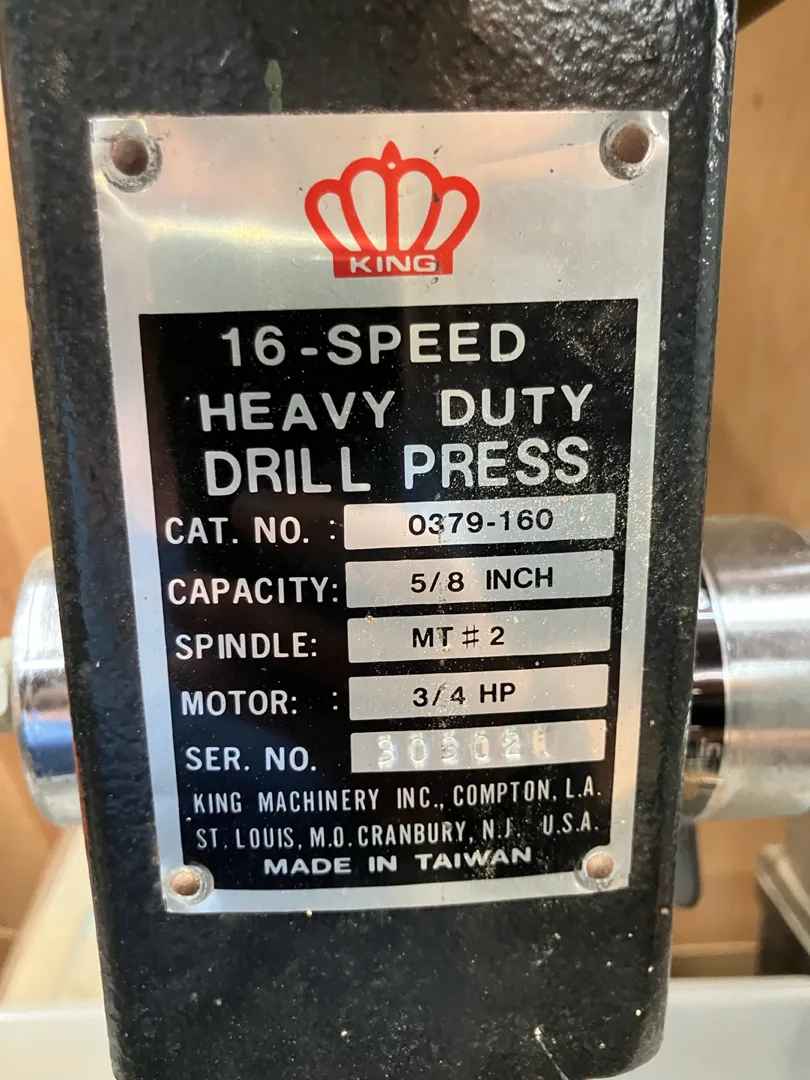 KING
16-SPEED
HEAVY DUTY
DRILL PRESS
CAT. NO. : 0379-160
CAPACITY: 5/8 INCH
SPINDLE: MT # 2
MOTOR: : 3/4 HP
SER. NO.
KING MACHINERY INC., COMPTON, L.A.
ST. LOUIS, M.O. CRANBURY, N.J. U.S.A.
MADE IN TAIWAN